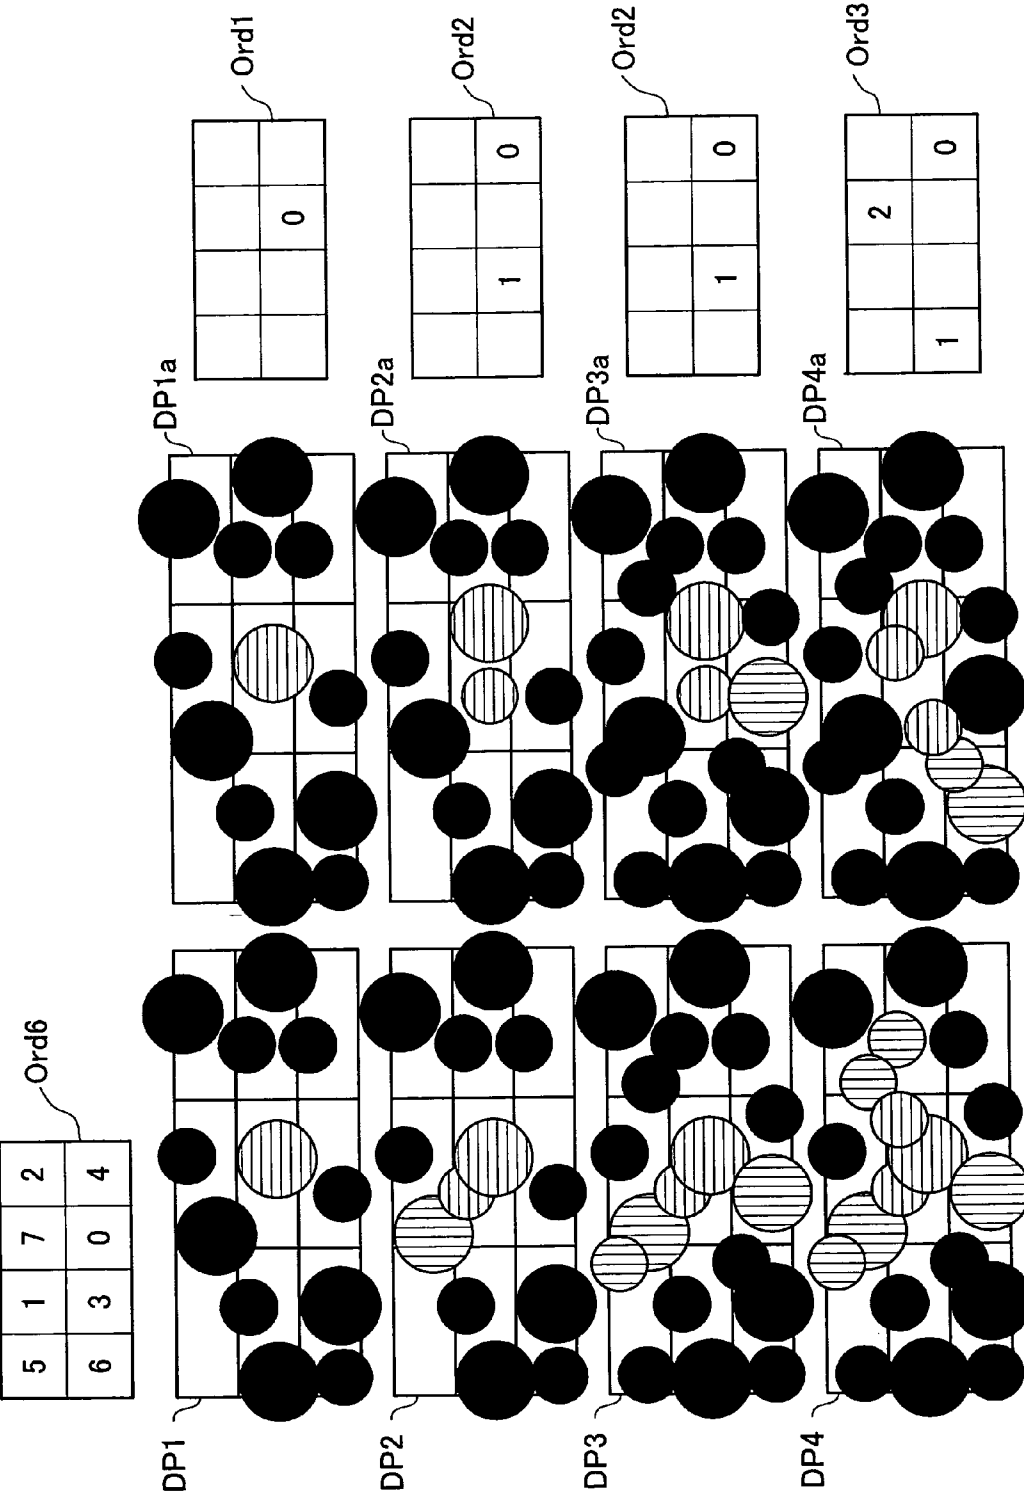 5 1 7 2 Ord6
6 3 0 4
DP1 DP1a Ord1
0
DP2 DP2a Ord2
1 0
DP3 DP3a Ord2
1 0
DP4 DP4a Ord3
2
1 0